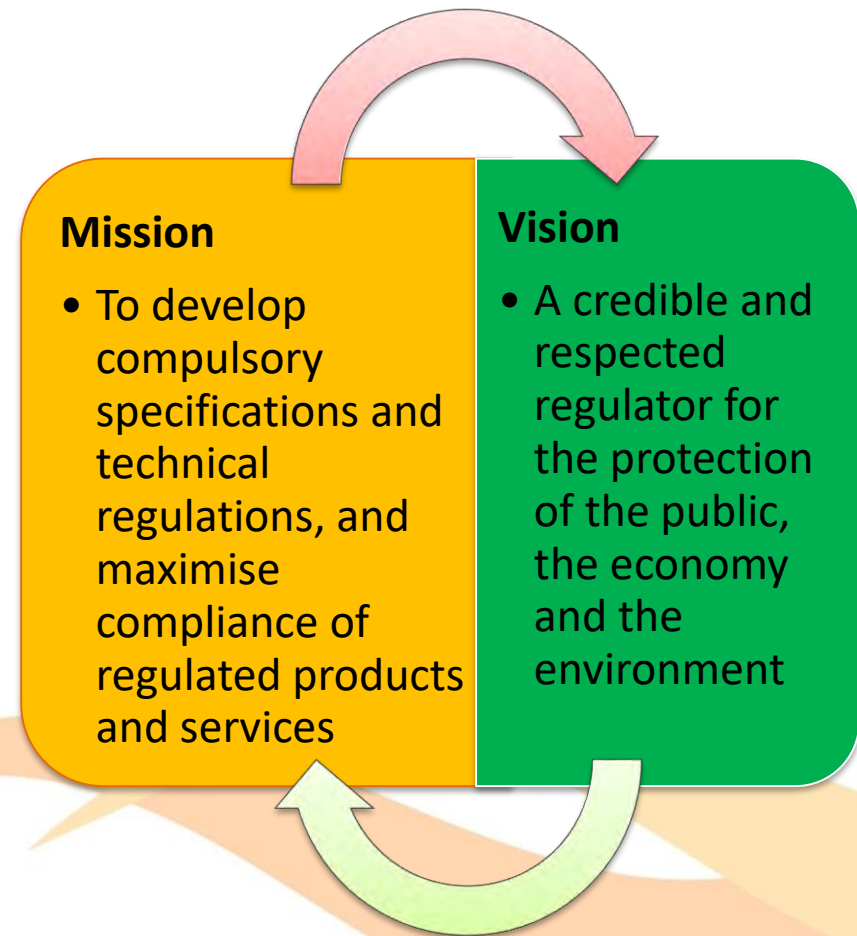 Mission
• To develop
compulsory
specifications and
technical
regulations, and
maximise
compliance of
regulated products
and services
Vision
• A credible and
respected
regulator for
the protection
of the public,
the economy
and the
environment